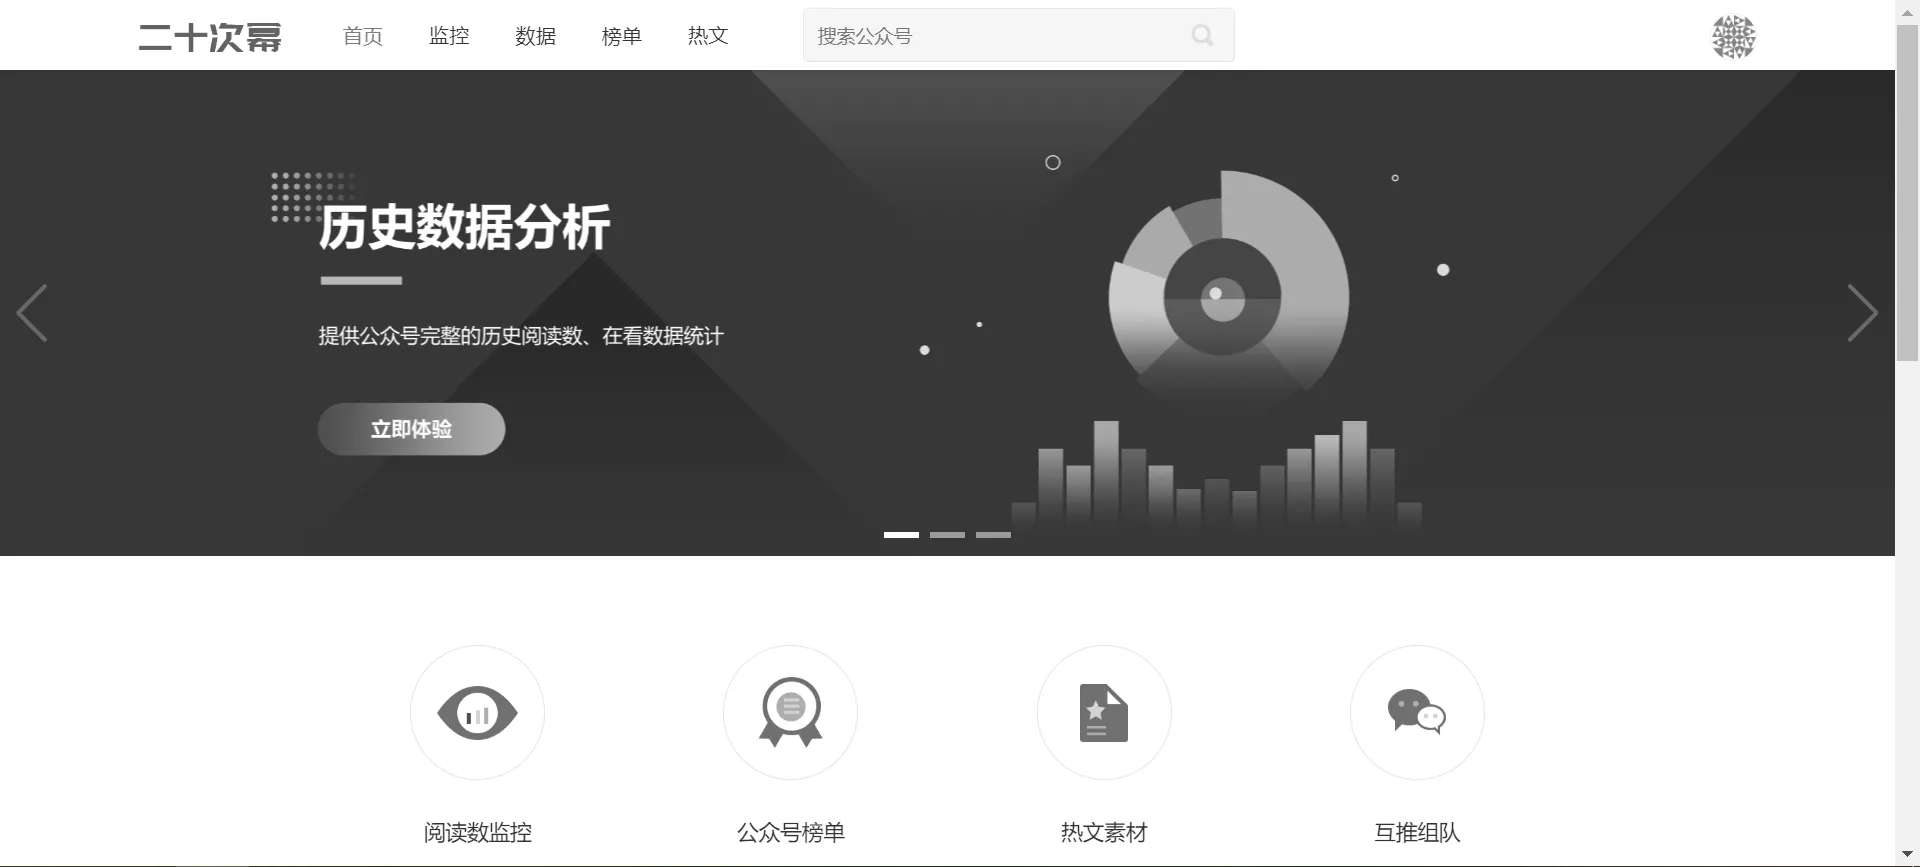 二十次幂 首页 监控 数据 榜单 热文 搜索公众号
历史数据分析
提供公众号完整的历史阅读数、在看数据统计
立即体验
阅读数监控 公众号榜单 热文素材 互推组队